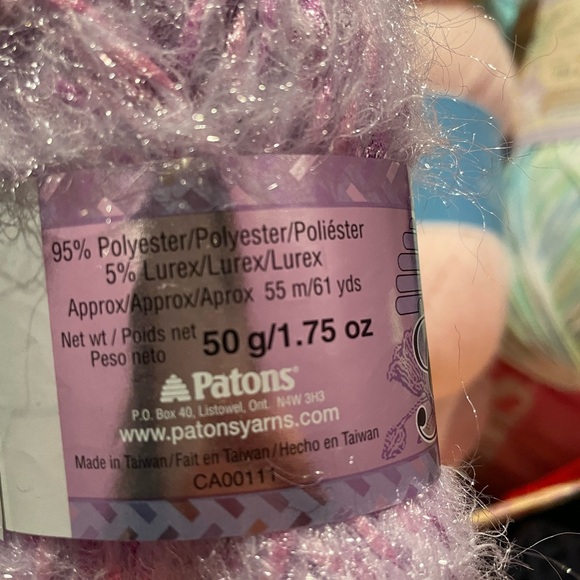 95% Polyester/Polyester/Poliéster
5% Lurex/Lurex/Lurex
Approx/Approx/Aprox 55 m/61 yds
Net wt / Poids net 50 g/1.75 oz
Peso neto
Patons®
P.O. Box 40, Listowel, Ont. N4W 3H3
www.patonsyarns.com
Made in Taiwan/Fait en Taiwan/Hecho en Taiwan
CA00111